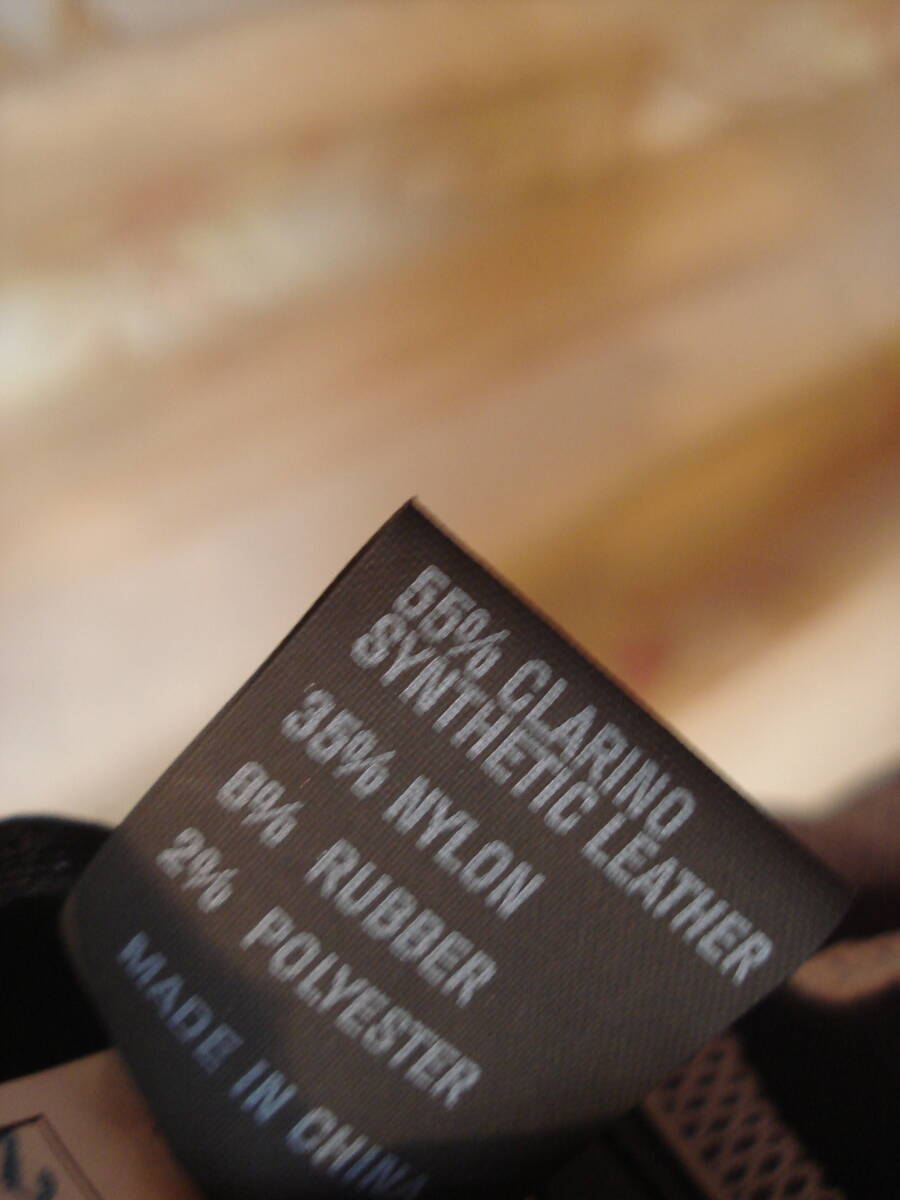 55% CLARINO
SYNTHETIC LEATHER
35% NYLON
8% RUBBER
2% POLYESTER
MADE IN CHINA